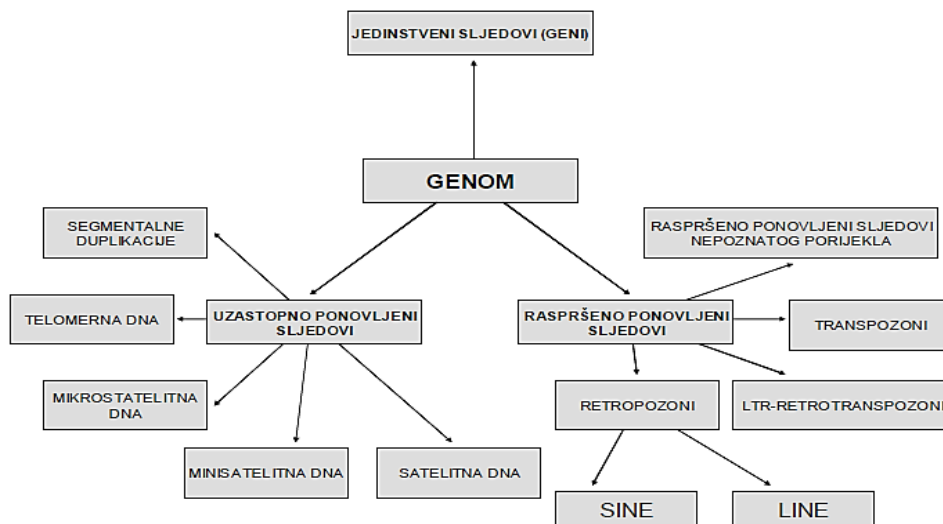 JEDINSTVENI SLJEDOVI (GENI)
GENOM
SEGMENTALNE
DUPLIKACIJE
RASPRŠENO PONOVLJENI SLJEDOVI
NEPOZNATOG PORIJEKLA
TELOMERNA DNA
UZASTOPNO PONOVLJENI
SLJEDOVI
RASPRŠENO PONOVLJENI
SLJEDOVI
TRANSPOZONI
MIKROSTATELITNA
DNA
RETROPOZONI
LTR-RETROTRANSPOZONI
MINISATELITNA DNA
SATELITNA DNA
SINE
LINE